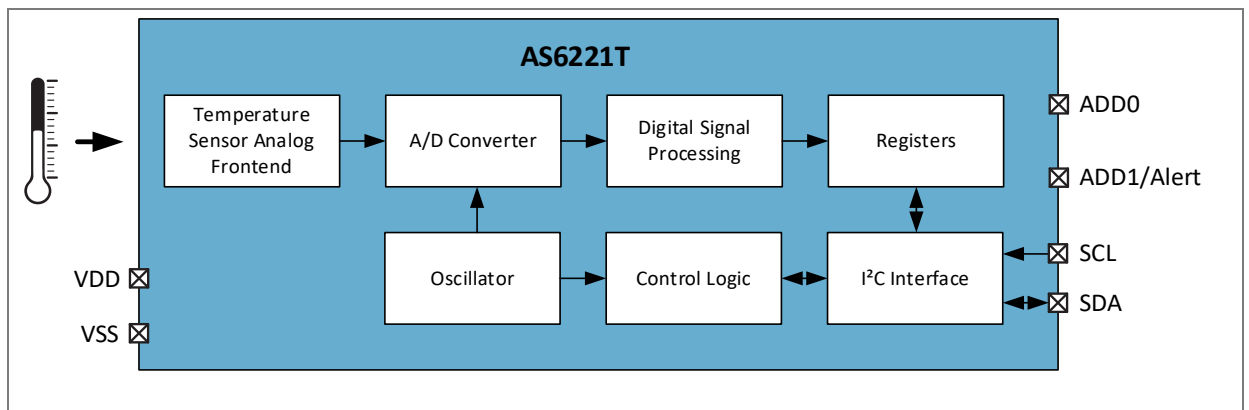 AS6221T
Temperature
Sensor Analog
Frontend
A/D Converter
Digital Signal
Processing
Registers
ADD0
ADD1/Alert
Oscillator
Control Logic
I²C Interface
SCL
SDA
VDD
VSS